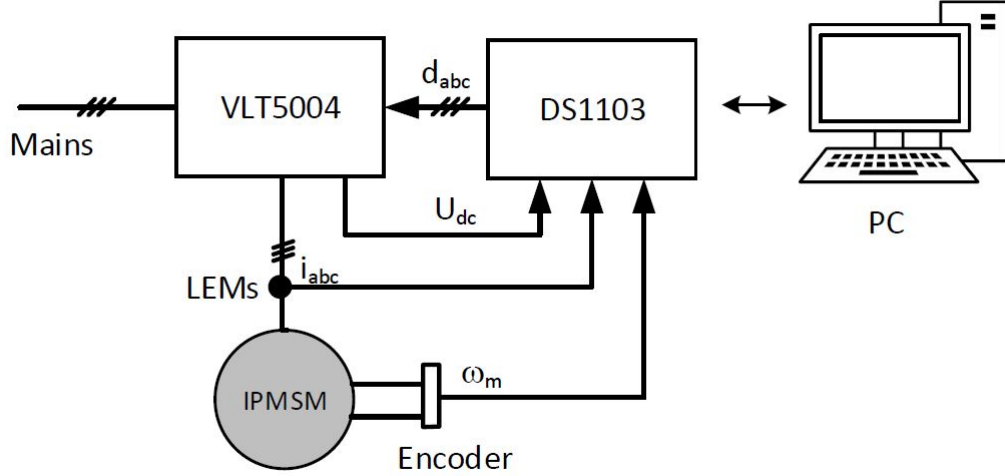 d_abc
VLT5004
DS1103
Mains
U_dc
PC
i_abc
LEMs
IPMSM
ω_m
Encoder